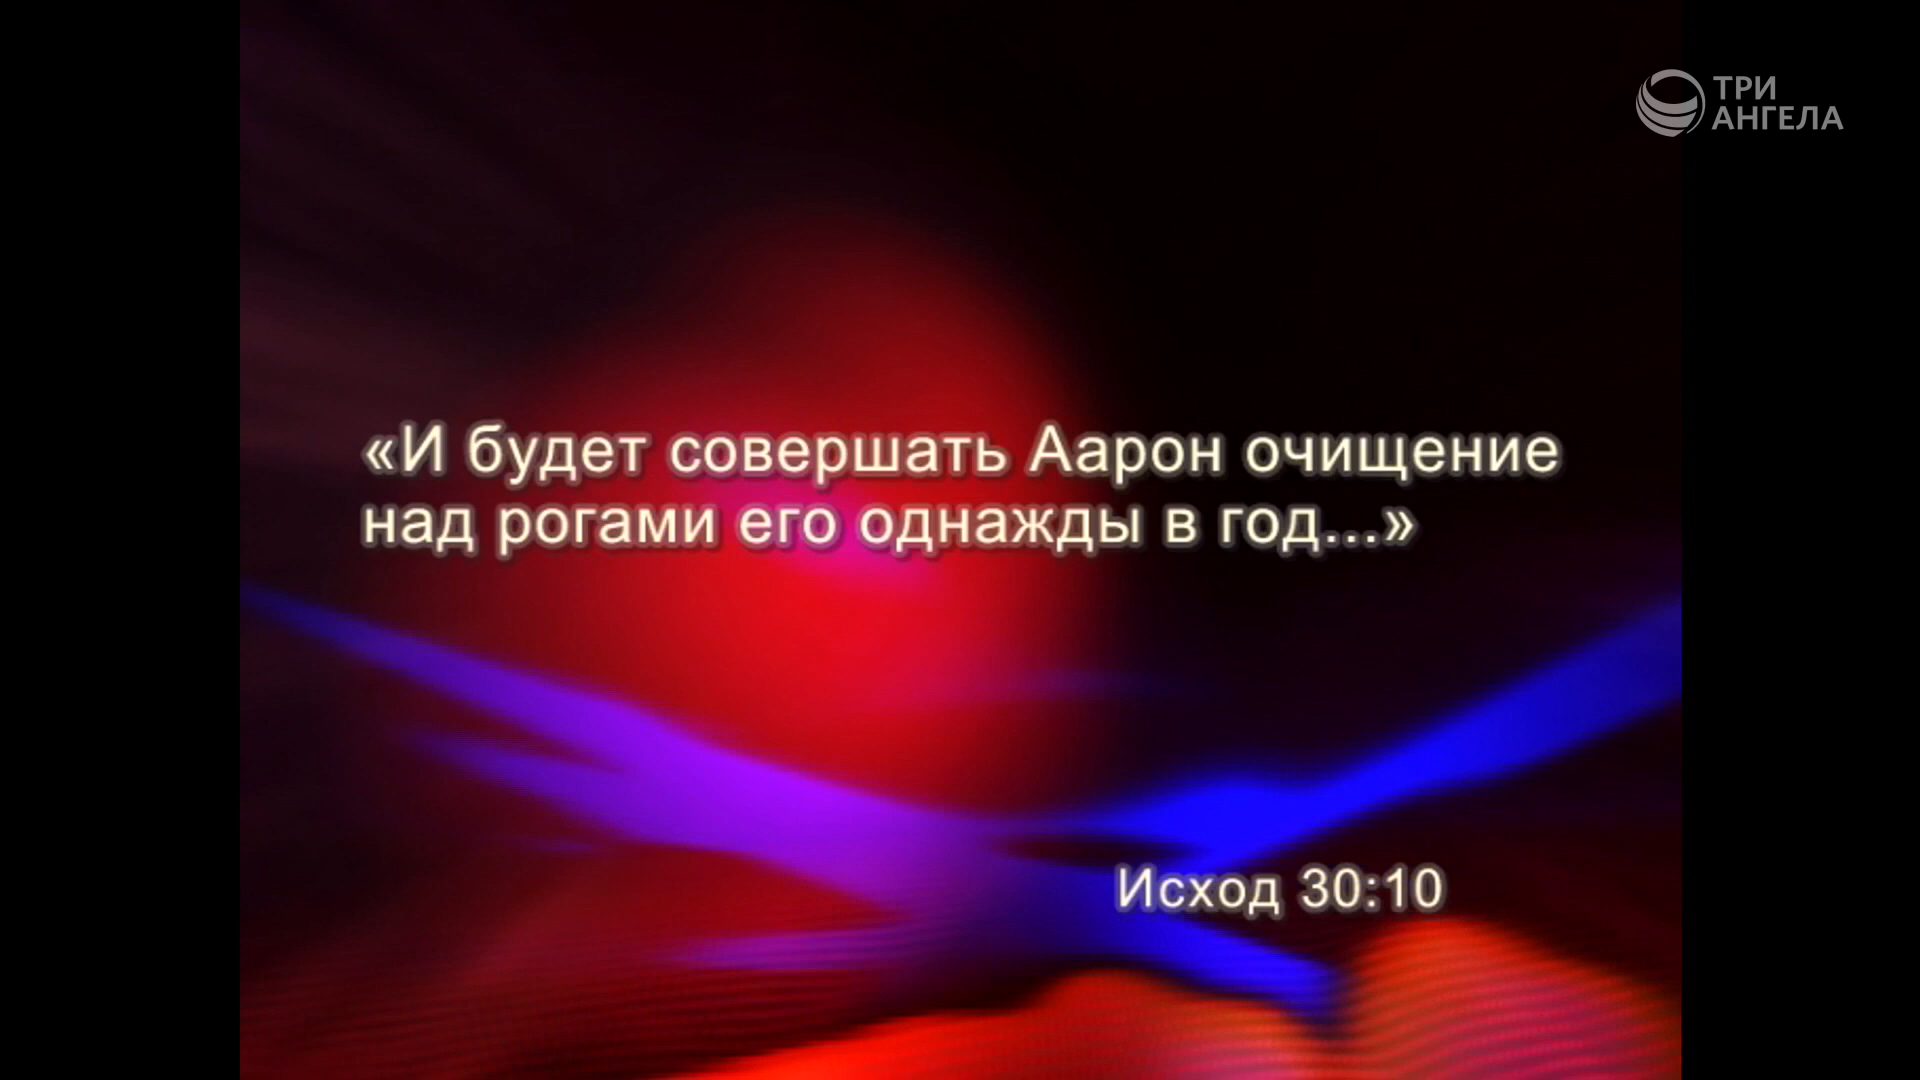 ТРИ
АНГЕЛА
«И будет совершать Аарон очищение
над рогами его однажды в год...»
Исход 30:10